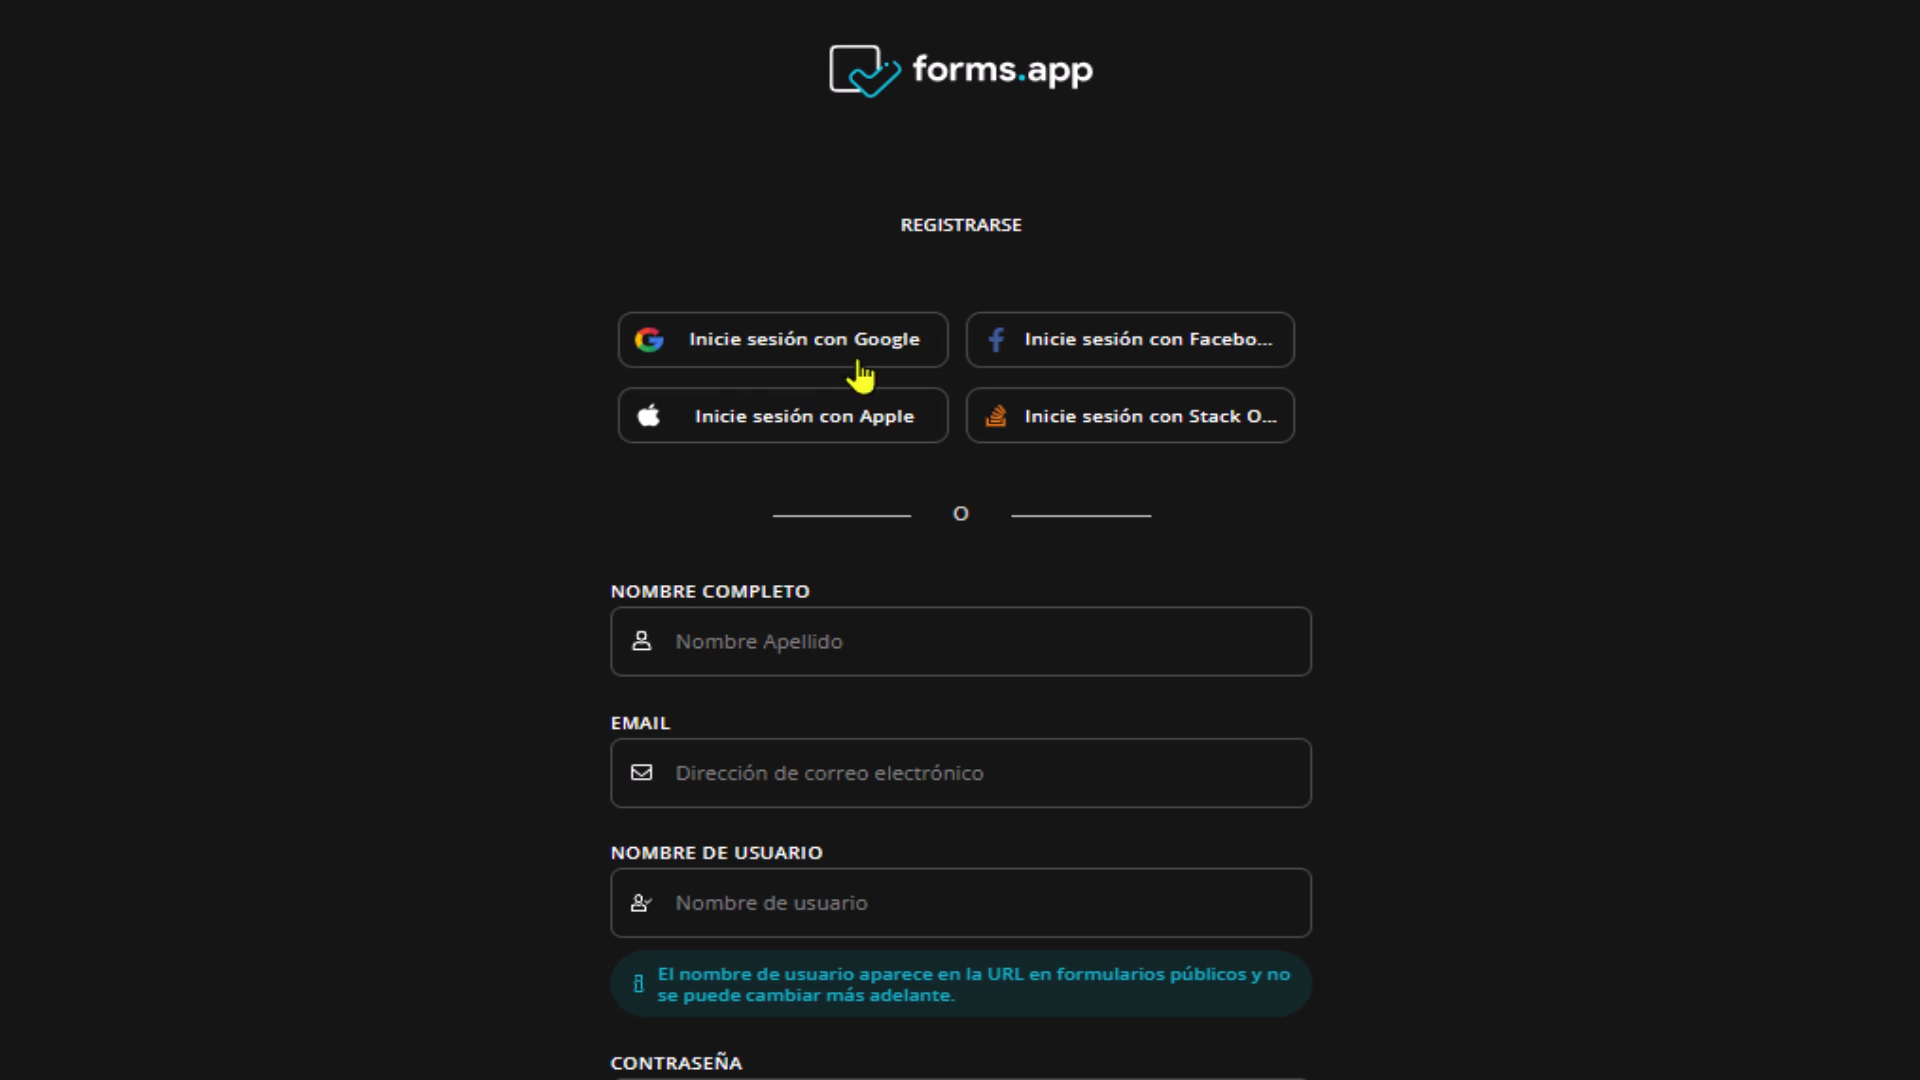 forms.app
REGISTRARSE
Inicie sesión con Google
Inicie sesión con Facebo...
Inicie sesión con Apple
Inicie sesión con Stack O...
O
NOMBRE COMPLETO
Nombre Apellido
EMAIL
Dirección de correo electrónico
NOMBRE DE USUARIO
Nombre de usuario
El nombre de usuario aparece en la URL en formularios públicos y no
se puede cambiar más adelante.
CONTRASEÑA